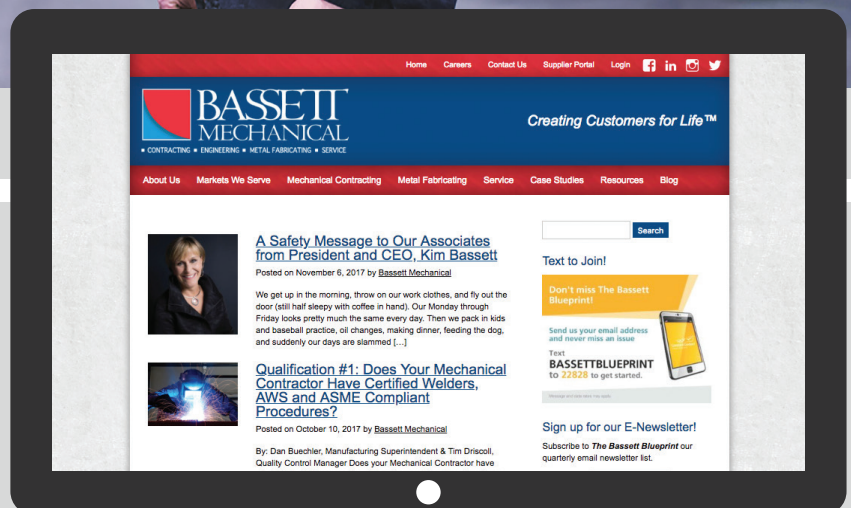 Home Careers Contact Us Supplier Portal Login
BASSETT
MECHANICAL
CONTRACTING ENGINEERING METAL FABRICATING SERVICE
Creating Customers for Life™
About Us Markets We Serve Mechanical Contracting Metal Fabricating Service Case Studies Resources Blog
A Safety Message to Our Associates
from President and CEO, Kim Bassett
Posted on November 6, 2017 by Bassett Mechanical
We get up in the morning, throw on our work clothes, and fly out the
door (still half sleepy with coffee in hand). Our Monday through
Friday looks pretty much the same every day. Then we pack in kids
and baseball practice, oil changes, making dinner, feeding the dog,
and suddenly our days are slammed […]
Qualification #1: Does Your Mechanical
Contractor Have Certified Welders,
AWS and ASME Compliant
Procedures?
Posted on October 10, 2017 by Bassett Mechanical
By: Dan Buechler, Manufacturing Superintendent & Tim Driscoll,
Quality Control Manager Does your Mechanical Contractor have
Search
Text to Join!
Don't miss The Bassett
Blueprint!
Send us your email address
and never miss an issue
Text
BASSETTBLUEPRINT
to 22828 to get started.
Message and data rates may apply.
Sign up for our E-Newsletter!
Subscribe to The Bassett Blueprint our
quarterly email newsletter list.